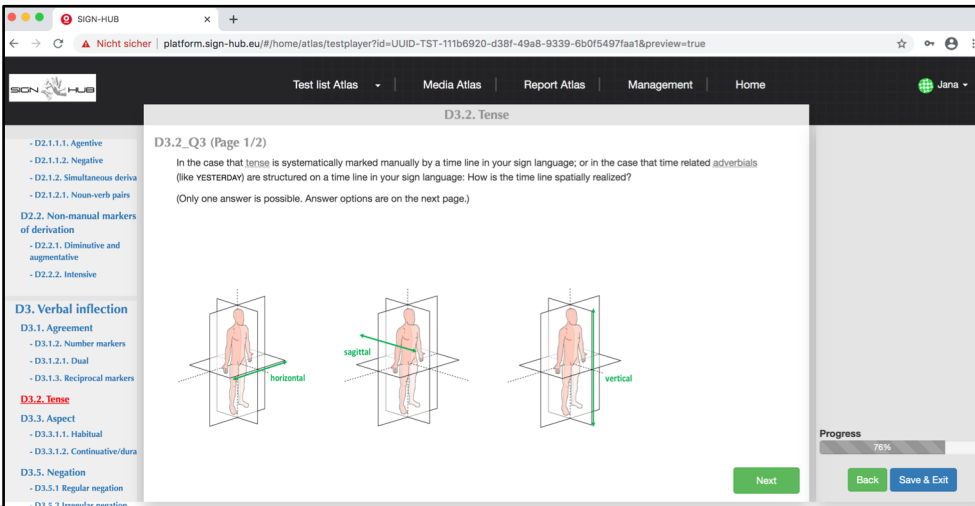 SIGN-HUB
Nicht sicher | platform.sign-hub.eu/#/home/atlas/testplayer?id=UUID-TST-111b6920-d38f-49a8-9339-6b0f5497faa1&preview=true
SIGN HUB
Test list Atlas
Media Atlas
Report Atlas
Management
Home
Jana
D3.2. Tense
- D2.1.1.1. Agentive
- D2.1.1.2. Negative
- D2.1.2. Simultaneous deriva
- D2.1.2.1. Noun-verb pairs
D2.2. Non-manual markers
of derivation
- D2.2.1. Diminutive and
augmentative
- D2.2.2. Intensive
D3. Verbal inflection
D3.1. Agreement
- D3.1.2. Number markers
- D3.1.2.1. Dual
- D3.1.3. Reciprocal markers
D3.2. Tense
D3.3. Aspect
- D3.3.1.1. Habitual
- D3.3.1.2. Continuative/dura
D3.5. Negation
- D3.5.1 Regular negation
- D3.5.2 Irregular negation
D3.2_Q3 (Page 1/2)
In the case that tense is systematically marked manually by a time line in your sign language; or in the case that time related adverbials
(like YESTERDAY) are structured on a time line in your sign language: How is the time line spatially realized?
(Only one answer is possible. Answer options are on the next page.)
horizontal
sagittal
vertical
Next
Progress
76%
Back
Save & Exit